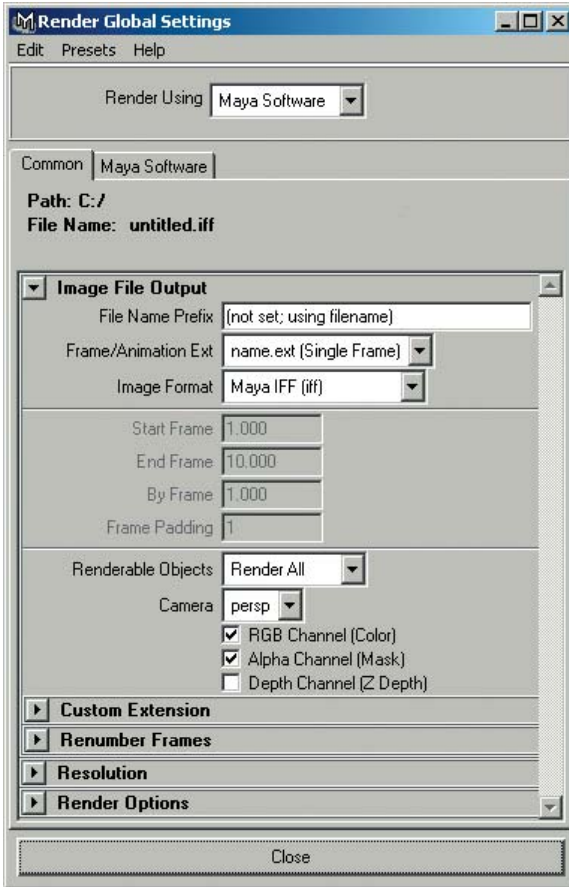 Render Global Settings
Edit Presets Help
Render Using Maya Software
Common Maya Software
Path: C:/
File Name: untitled.iff
Image File Output
File Name Prefix (not set; using filename)
Frame/Animation Ext name.ext (Single Frame)
Image Format Maya IFF (iff)
Start Frame 1.000
End Frame 10.000
By Frame 1.000
Frame Padding 1
Renderable Objects Render All
Camera persp
RGB Channel (Color)
Alpha Channel (Mask)
Depth Channel (Z Depth)
Custom Extension
Renumber Frames
Resolution
Render Options
Close